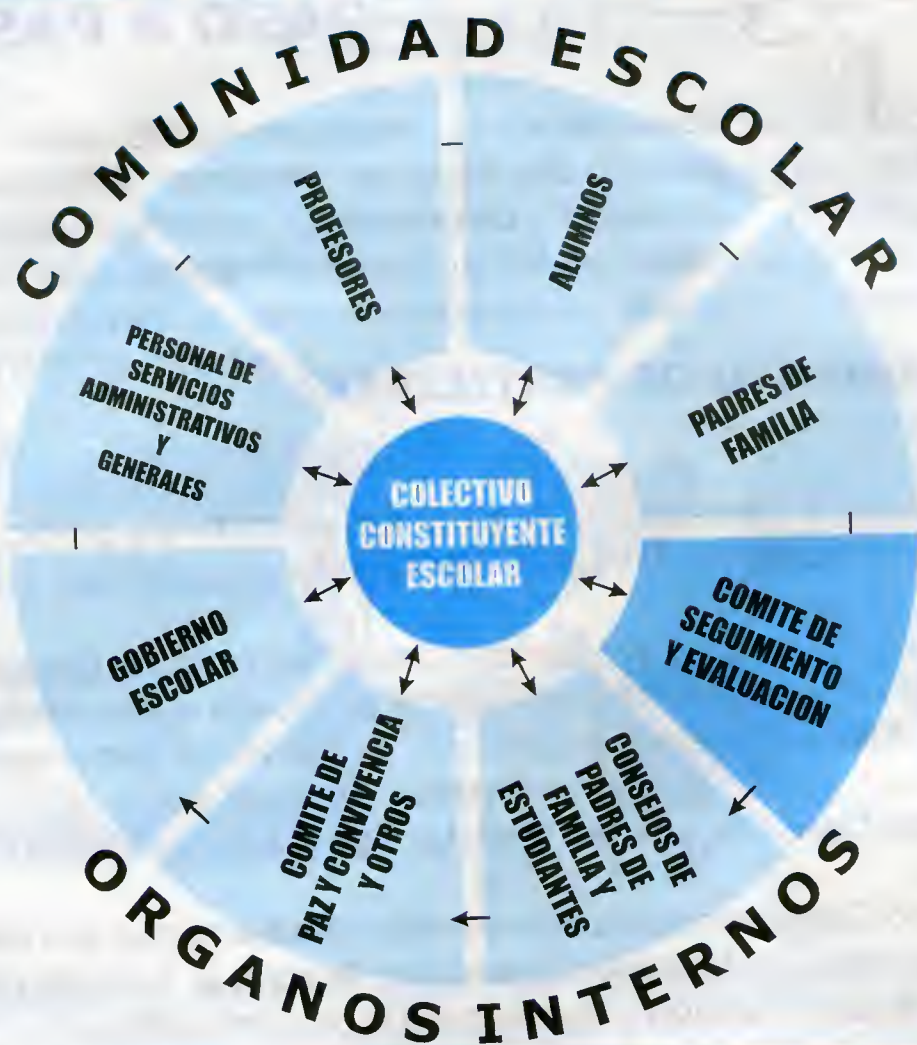 COMUNIDAD ESCOLAR
PROFESORES
ALUMNOS
PERSONAL DE
SERVICIOS
ADMINISTRATIVOS
Y
GENERALES
PADRES DE
FAMILIA
COLECTIVO
CONSTITUYENTE
ESCOLAR
GOBIERNO
ESCOLAR
COMITE DE
SEGUIMIENTO
Y EVALUACION
COMITE DE
PAZ Y CONVIVENCIA
Y OTROS
CONSEJOS DE
PADRES DE
FAMILIA Y
ESTUDIANTES
ORGANOS INTERNOS